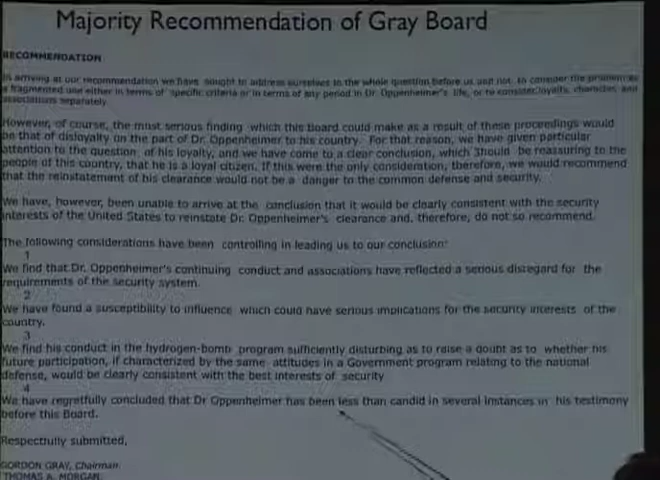 Majority Recommendation of Gray Board
RECOMMENDATION
In arriving at our recommendation we have sought to address ourselves to the whole question before us and not to consider the problem as
a fragmented one either in terms of specific criteria or in terms of any period in Dr. Oppenheimer's life, or to consider loyalty, character, and
associations separately.
However, of course, the most serious finding which this Board could make as a result of these proceedings would
be that of disloyalty on the part of Dr. Oppenheimer to his country. For that reason, we have given particular
attention to the question of his loyalty, and we have come to a clear conclusion, which should be reassuring to the
people of this country, that he is a loyal citizen. If this were the only consideration, therefore, we would recommend
that the reinstatement of his clearance would not be a danger to the common defense and security.
We have, however, been unable to arrive at the conclusion that it would be clearly consistent with the security
interests of the United States to reinstate Dr. Oppenheimer's clearance and, therefore, do not so recommend.
The following considerations have been controlling in leading us to our conclusion:
1
We find that Dr. Oppenheimer's continuing conduct and associations have reflected a serious disregard for the
requirements of the security system.
2
We have found a susceptibility to influence which could have serious implications for the security interests of the
country.
3
We find his conduct in the hydrogen-bomb program sufficiently disturbing as to raise a doubt as to whether his
future participation, if characterized by the same attitudes in a Government program relating to the national
defense, would be clearly consistent with the best interests of security
4
We have regretfully concluded that Dr Oppenheimer has been less than candid in several instances in his testimony
before this Board.
Respectfully submitted,
GORDON GRAY, Chairman.
THOMAS A. MORGAN.